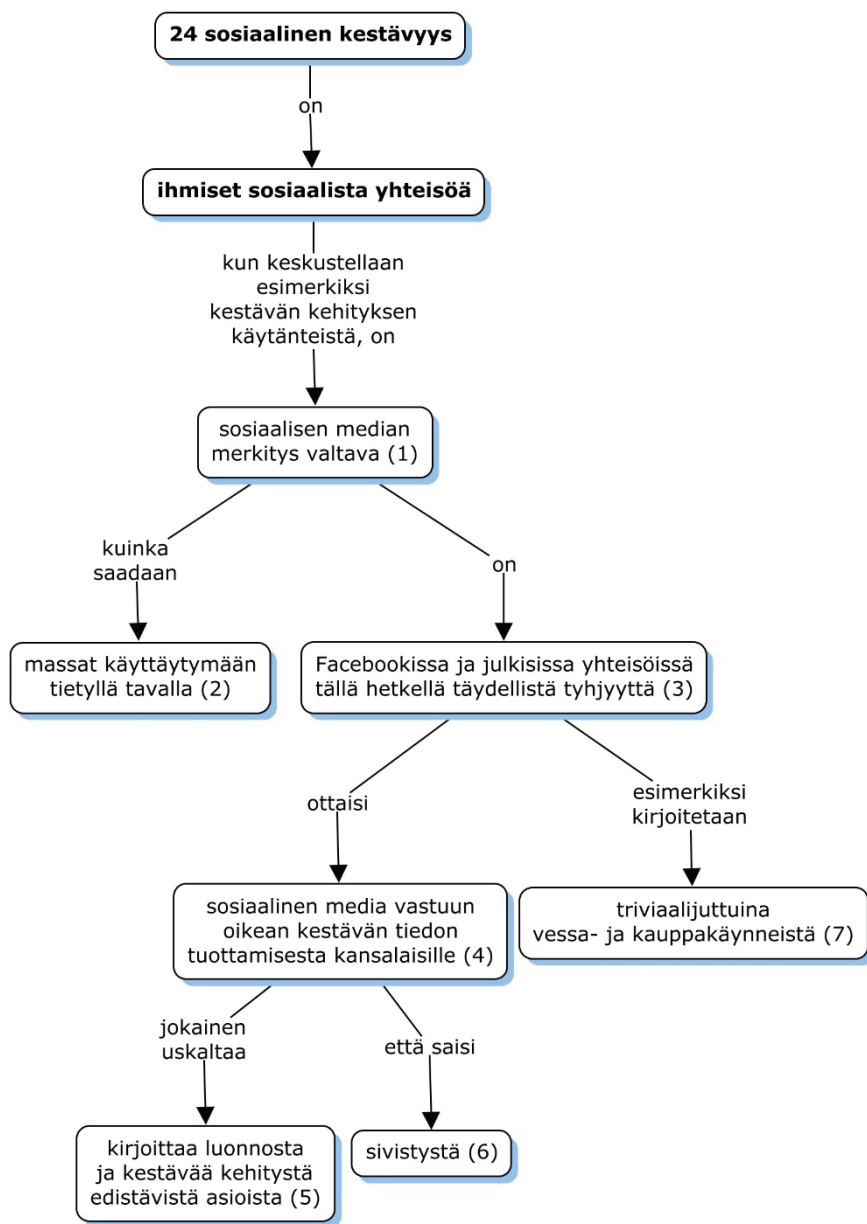 24 sosiaalinen kestävyys
on
ihmiset sosiaalista yhteisöä
kun keskustellaan
esimerkiksi
kestävän kehityksen
käytänteistä, on
sosiaalisen median
merkitys valtava (1)
kuinka
saadaan
on
massat käyttäytymään
tietyllä tavalla (2)
Facebookissa ja julkisissa yhteisöissä
tällä hetkellä täydellistä tyhjyyttä (3)
ottaisi
esimerkiksi
kirjoitetaan
sosiaalinen media vastuun
oikean kestävän tiedon
tuottamisesta kansalaisille (4)
triviaalijuttuina
vessa- ja kauppakäynneistä (7)
jokainen
uskaltaa
että saisi
kirjoittaa luonnosta
ja kestävää kehitystä
edistävistä asioista (5)
sivistystä (6)